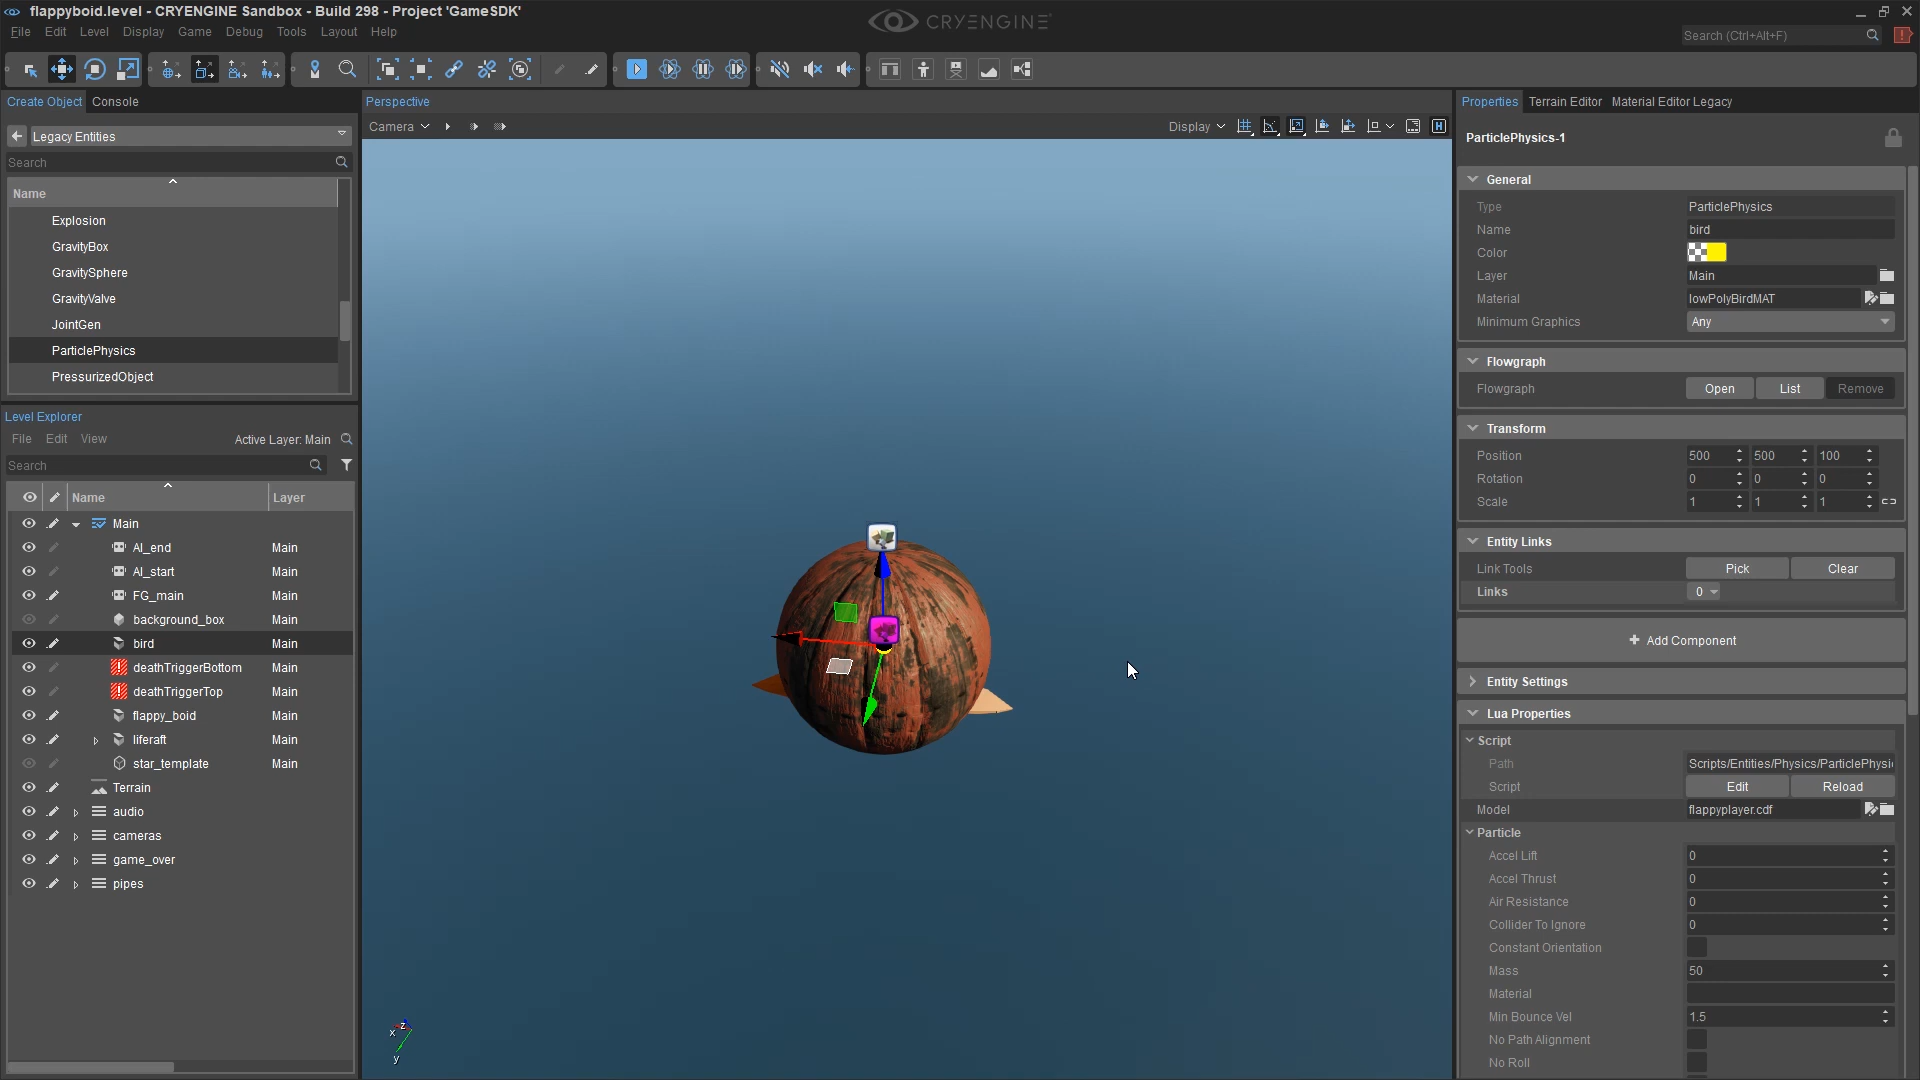 flappyboid.level - CRYENGINE Sandbox - Build 298 - Project 'GameSDK'
CRYENGINE
File Edit Level Display Game Debug Tools Layout Help
Search (Ctrl+Alt+F)
Create Object Console
Legacy Entities
Search
Name
Explosion
GravityBox
GravitySphere
GravityValve
JointGen
ParticlePhysics
PressurizedObject
Level Explorer
File Edit View Active Layer: Main
Search
Name Layer
Main
AI_end Main
AI_start Main
FG_main Main
background_box Main
bird Main
deathTriggerBottom Main
deathTriggerTop Main
flappy_boid Main
liferaft Main
star_template Main
Terrain
audio
cameras
game_over
pipes
Perspective
Camera Display
H
z
x
y
Properties Terrain Editor Material Editor Legacy
ParticlePhysics-1
General
Type ParticlePhysics
Name bird
Color
Layer Main
Material lowPolyBirdMAT
Minimum Graphics Any
Flowgraph
Flowgraph Open List Remove
Transform
Position 500 500 100
Rotation 0 0 0
Scale 1 1 1
Entity Links
Link Tools Pick Clear
Links 0
+ Add Component
Entity Settings
Lua Properties
Script
Path Scripts/Entities/Physics/ParticlePhysi
Script Edit Reload
Model flappyplayer.cdf
Particle
Accel Lift 0
Accel Thrust 0
Air Resistance 0
Collider To Ignore 0
Constant Orientation
Mass 50
Material
Min Bounce Vel 1.5
No Path Alignment
No Roll